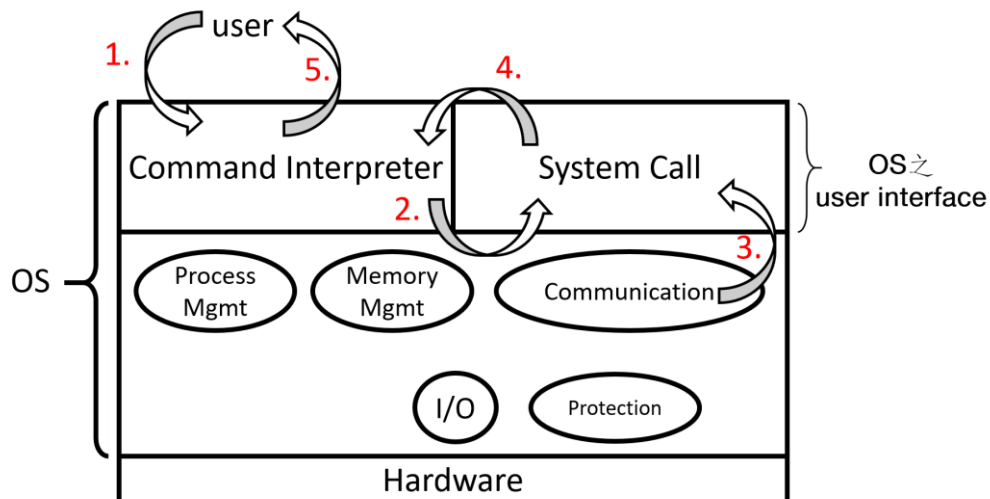 user
1.
5.
4.
Command Interpreter
System Call
OS之
user interface
2.
3.
OS
Process
Mgmt
Memory
Mgmt
Communication
I/O
Protection
Hardware